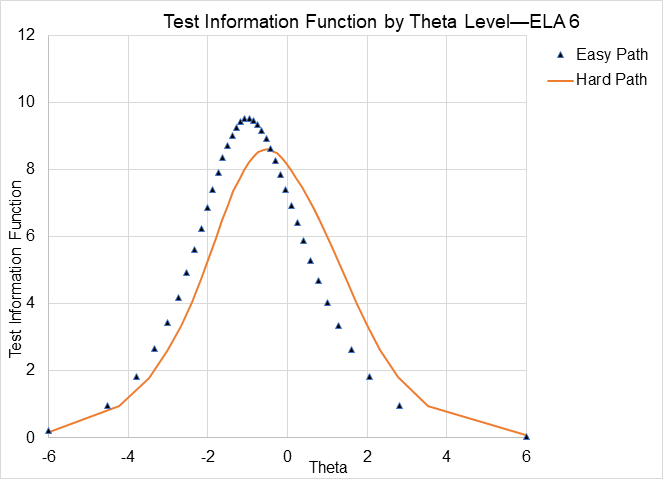 Test Information Function by Theta Level—ELA 6
Easy Path
Hard Path
Test Information Function
12
10
8
6
4
2
0
-6 -4 -2 0 2 4 6
Theta